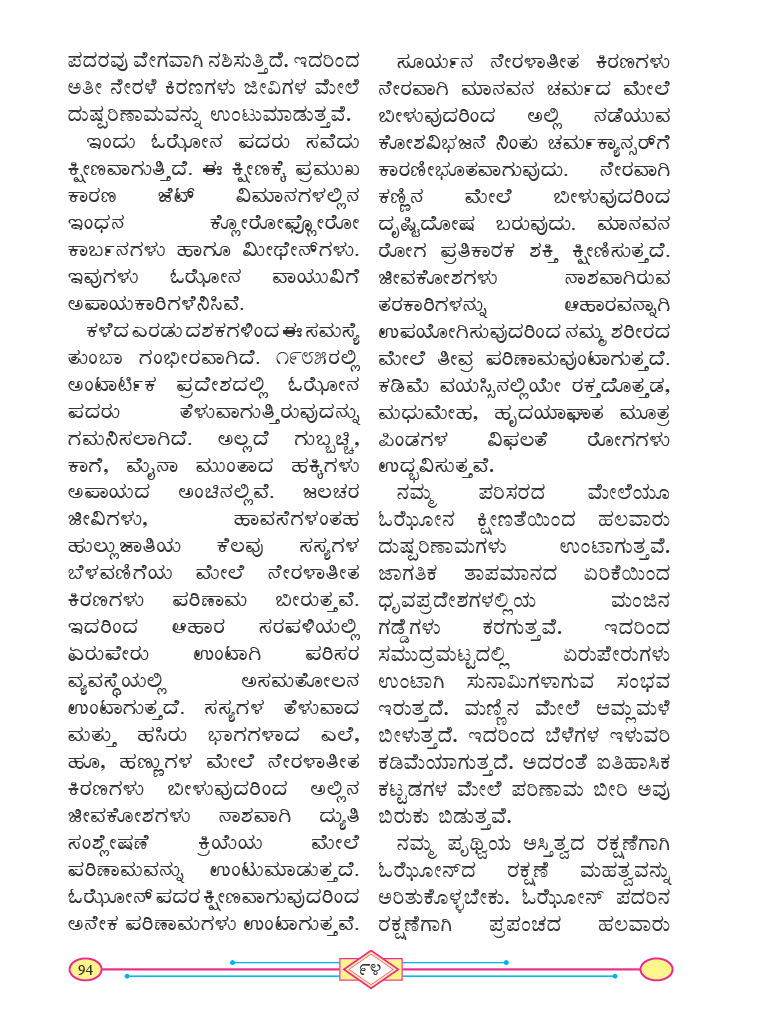 ಪದರವು ವೇಗವಾಗಿ ನಶಿಸುತ್ತಿದೆ. ಇದರಿಂದ
ಅತೀ ನೇರಳೆ ಕಿರಣಗಳು ಜೀವಿಗಳ ಮೇಲೆ
ದುಷ್ಪರಿಣಾಮವನ್ನು ಉಂಟುಮಾಡುತ್ತವೆ.
ಇಂದು ಓಝೋನ ಪದರು ಸವೆದು
ಕ್ಷೀಣವಾಗುತ್ತಿದೆ. ಈ ಕ್ಷೀಣಕ್ಕೆ ಪ್ರಮುಖ
ಕಾರಣ ಜೆಟ್ ವಿಮಾನಗಳಲ್ಲಿನ
ಇಂಧನ ಕ್ಲೋರೋಫ್ಲೋರೋ
ಕಾರ್ಬನಗಳು ಹಾಗೂ ಮೀಥೇನ್‌ಗಳು.
ಇವುಗಳು ಓಝೋನ ವಾಯುವಿಗೆ
ಅಪಾಯಕಾರಿಗಳೆನಿಸಿವೆ.
ಕಳೆದ ಎರಡು ದಶಕಗಳಿಂದ ಈ ಸಮಸ್ಯೆ
ತುಂಬಾ ಗಂಭೀರವಾಗಿದೆ. ೧೯೮೫ರಲ್ಲಿ
ಅಂಟಾರ್ಟಿಕ ಪ್ರದೇಶದಲ್ಲಿ ಓಝೋನ
ಪದರು ತೆಳುವಾಗುತ್ತಿರುವುದನ್ನು
ಗಮನಿಸಲಾಗಿದೆ. ಅಲ್ಲದೆ ಗುಬ್ಬಚ್ಚಿ,
ಕಾಗೆ, ಮೈನಾ ಮುಂತಾದ ಹಕ್ಕಿಗಳು
ಅಪಾಯದ ಅಂಚಿನಲ್ಲಿವೆ. ಜಲಚರ
ಜೀವಿಗಳು, ಹಾವಸೆಗಳಂತಹ
ಹುಲ್ಲುಜಾತಿಯ ಕೆಲವು ಸಸ್ಯಗಳ
ಬೆಳವಣಿಗೆಯ ಮೇಲೆ ನೇರಳಾತೀತ
ಕಿರಣಗಳು ಪರಿಣಾಮ ಬೀರುತ್ತವೆ.
ಇದರಿಂದ ಆಹಾರ ಸರಪಳಿಯಲ್ಲಿ
ಏರುಪೇರು ಉಂಟಾಗಿ ಪರಿಸರ
ವ್ಯವಸ್ಥೆಯಲ್ಲಿ ಅಸಮತೋಲನ
ಉಂಟಾಗುತ್ತದೆ. ಸಸ್ಯಗಳ ತೆಳುವಾದ
ಮತ್ತು ಹಸಿರು ಭಾಗಗಳಾದ ಎಲೆ,
ಹೂ, ಹಣ್ಣುಗಳ ಮೇಲೆ ನೇರಳಾತೀತ
ಕಿರಣಗಳು ಬೀಳುವುದರಿಂದ ಅಲ್ಲಿನ
ಜೀವಕೋಶಗಳು ನಾಶವಾಗಿ ದ್ಯುತಿ
ಸಂಶ್ಲೇಷಣೆ ಕ್ರಿಯೆಯ ಮೇಲೆ
ಪರಿಣಾಮವನ್ನು ಉಂಟುಮಾಡುತ್ತದೆ.
ಓಝೋನ್ ಪದರ ಕ್ಷೀಣವಾಗುವುದರಿಂದ
ಅನೇಕ ಪರಿಣಾಮಗಳು ಉಂಟಾಗುತ್ತವೆ.
ಸೂರ್ಯನ ನೇರಳಾತೀತ ಕಿರಣಗಳು
ನೇರವಾಗಿ ಮಾನವನ ಚರ್ಮದ ಮೇಲೆ
ಬೀಳುವುದರಿಂದ ಅಲ್ಲಿ ನಡೆಯುವ
ಕೋಶವಿಭಜನೆ ನಿಂತು ಚರ್ಮಕ್ಯಾನ್ಸರ್‌ಗೆ
ಕಾರಣೀಭೂತವಾಗುವುದು. ನೇರವಾಗಿ
ಕಣ್ಣಿನ ಮೇಲೆ ಬೀಳುವುದರಿಂದ
ದೃಷ್ಟಿದೋಷ ಬರುವುದು. ಮಾನವನ
ರೋಗ ಪ್ರತಿಕಾರಕ ಶಕ್ತಿ ಕ್ಷೀಣಿಸುತ್ತದೆ.
ಜೀವಕೋಶಗಳು ನಾಶವಾಗಿರುವ
ತರಕಾರಿಗಳನ್ನು ಆಹಾರವನ್ನಾಗಿ
ಉಪಯೋಗಿಸುವುದರಿಂದ ನಮ್ಮ ಶರೀರದ
ಮೇಲೆ ತೀವ್ರ ಪರಿಣಾಮವುಂಟಾಗುತ್ತದೆ.
ಕಡಿಮೆ ವಯಸ್ಸಿನಲ್ಲಿಯೇ ರಕ್ತದೊತ್ತಡ,
ಮಧುಮೇಹ, ಹೃದಯಾಘಾತ ಮೂತ್ರ
ಪಿಂಡಗಳ ವಿಫಲತೆ ರೋಗಗಳು
ಉದ್ಭವಿಸುತ್ತವೆ.
ನಮ್ಮ ಪರಿಸರದ ಮೇಲೆಯೂ
ಓಝೋನ ಕ್ಷೀಣತೆಯಿಂದ ಹಲವಾರು
ದುಷ್ಪರಿಣಾಮಗಳು ಉಂಟಾಗುತ್ತವೆ.
ಜಾಗತಿಕ ತಾಪಮಾನದ ಏರಿಕೆಯಿಂದ
ಧೃವಪ್ರದೇಶಗಳಲ್ಲಿಯ ಮಂಜಿನ
ಗಡ್ಡೆಗಳು ಕರಗುತ್ತವೆ. ಇದರಿಂದ
ಸಮುದ್ರಮಟ್ಟದಲ್ಲಿ ಏರುಪೇರುಗಳು
ಉಂಟಾಗಿ ಸುನಾಮಿಗಳಾಗುವ ಸಂಭವ
ಇರುತ್ತದೆ. ಮಣ್ಣಿನ ಮೇಲೆ ಆಮ್ಲಮಳೆ
ಬೀಳುತ್ತದೆ. ಇದರಿಂದ ಬೆಳೆಗಳ ಇಳುವರಿ
ಕಡಿಮೆಯಾಗುತ್ತದೆ. ಅದರಂತೆ ಐತಿಹಾಸಿಕ
ಕಟ್ಟಡಗಳ ಮೇಲೆ ಪರಿಣಾಮ ಬೀರಿ ಅವು
ಬಿರುಕು ಬಿಡುತ್ತವೆ.
ನಮ್ಮ ಪೃಥ್ವಿಯ ಅಸ್ತಿತ್ವದ ರಕ್ಷಣೆಗಾಗಿ
ಓಝೋನ್‌ದ ರಕ್ಷಣೆ ಮಹತ್ವವನ್ನು
ಅರಿತುಕೊಳ್ಳಬೇಕು. ಓಝೋನ್ ಪದರಿನ
ರಕ್ಷಣೆಗಾಗಿ ಪ್ರಪಂಚದ ಹಲವಾರು
94
೯೪